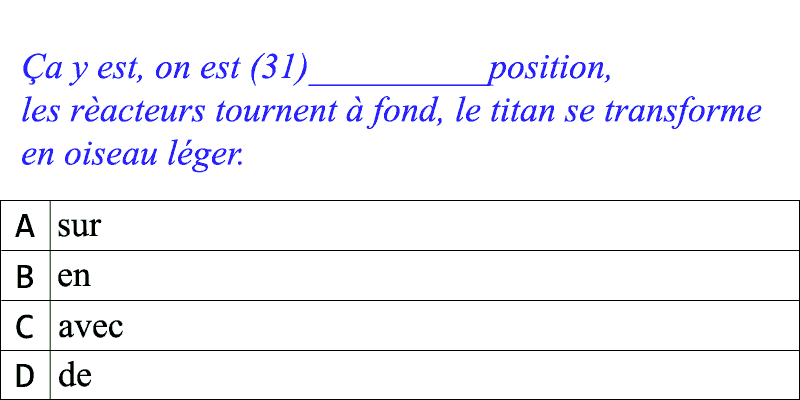 Ça y est, on est (31)__________position,
les rèacteurs tournent à fond, le titan se transforme
en oiseau léger.
A sur
B en
C avec
D de